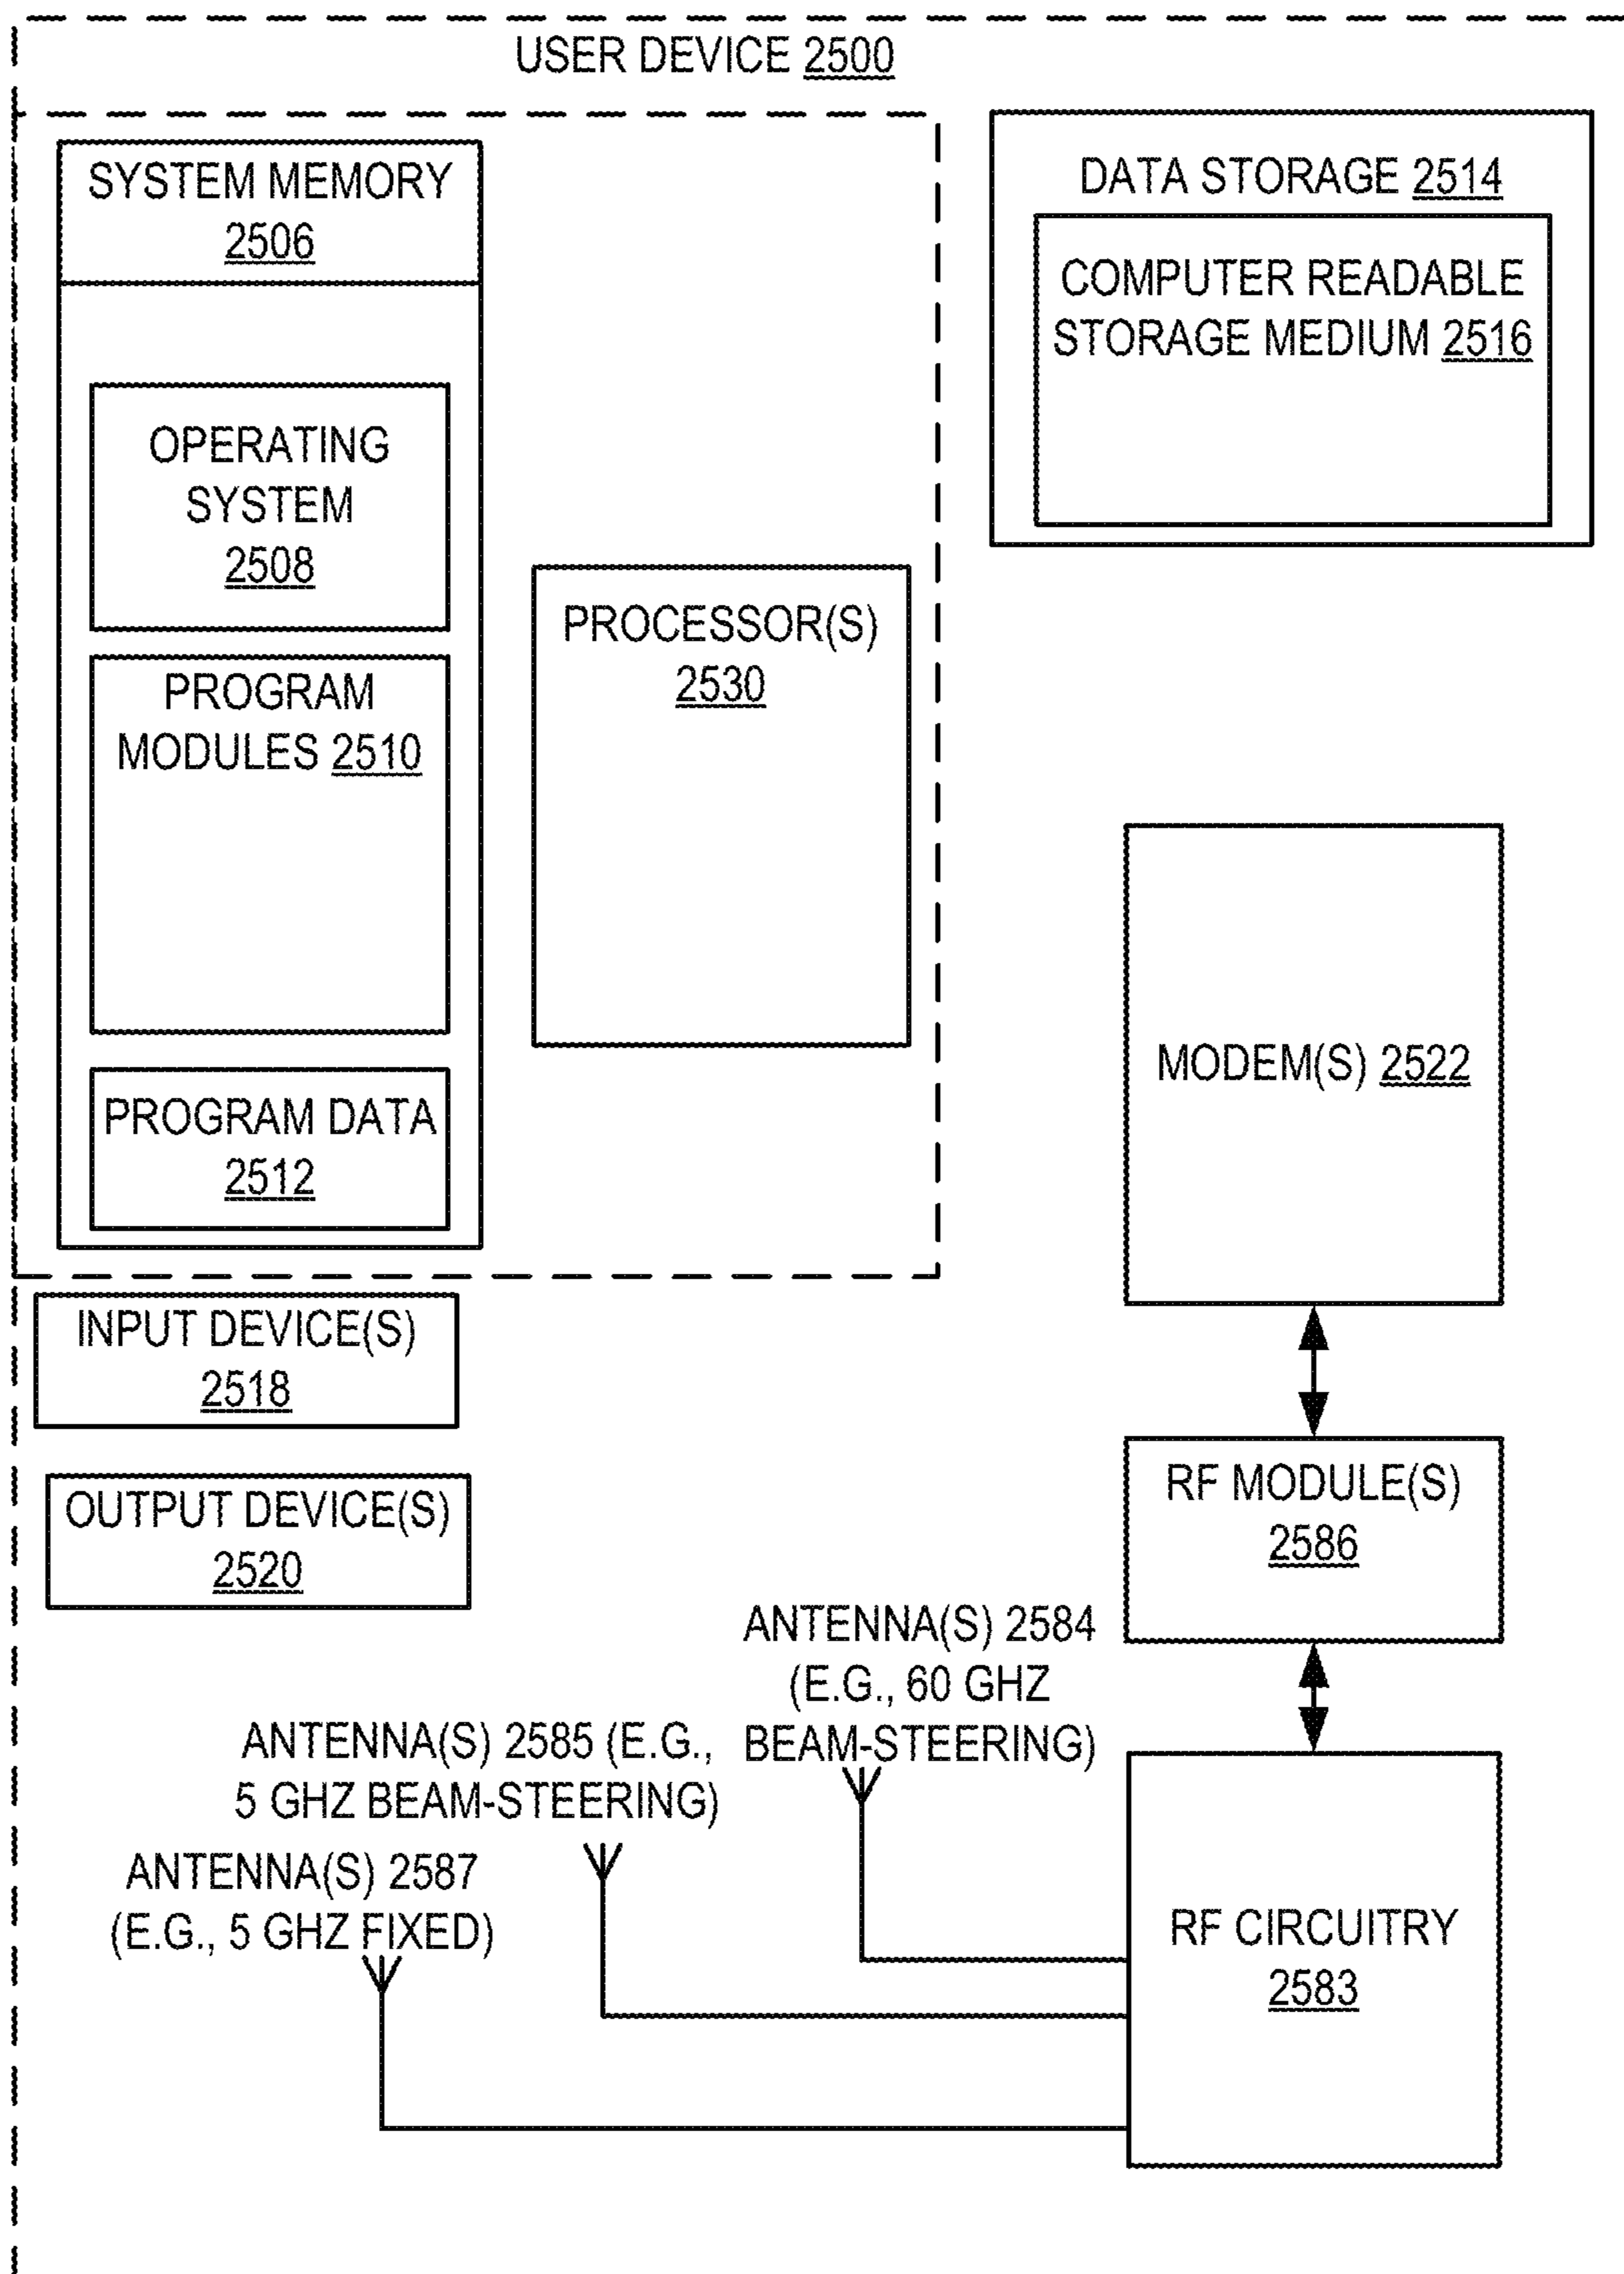 USER DEVICE 2500
SYSTEM MEMORY
2506
OPERATING
SYSTEM
2508
PROGRAM
MODULES 2510
PROGRAM DATA
2512
PROCESSOR(S)
2530
DATA STORAGE 2514
COMPUTER READABLE
STORAGE MEDIUM 2516
MODEM(S) 2522
INPUT DEVICE(S)
2518
OUTPUT DEVICE(S)
2520
RF MODULE(S)
2586
ANTENNA(S) 2584
(E.G., 60 GHZ
BEAM-STEERING)
ANTENNA(S) 2585 (E.G.,
5 GHZ BEAM-STEERING)
ANTENNA(S) 2587
(E.G., 5 GHZ FIXED)
RF CIRCUITRY
2583